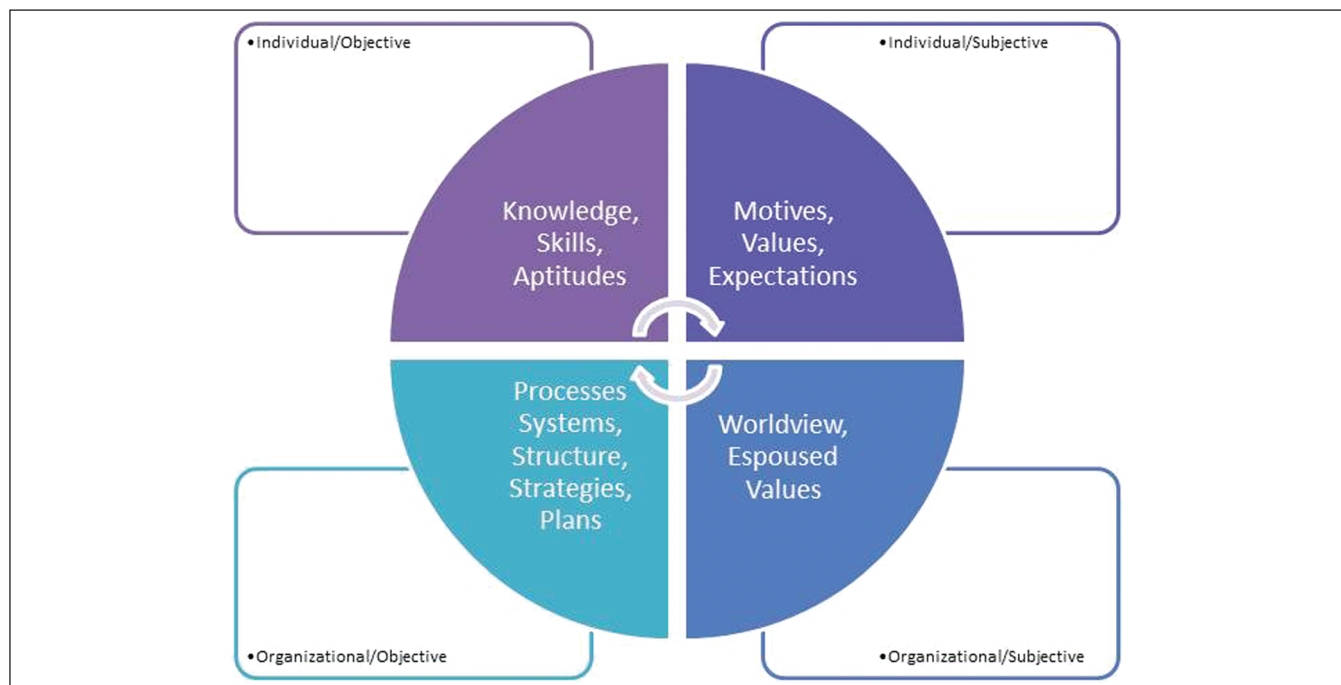 •Individual/Objective
•Individual/Subjective
Knowledge,
Skills,
Aptitudes
Motives,
Values,
Expectations
Processes
Systems,
Structure,
Strategies,
Plans
Worldview,
Espoused
Values
•Organizational/Objective
•Organizational/Subjective